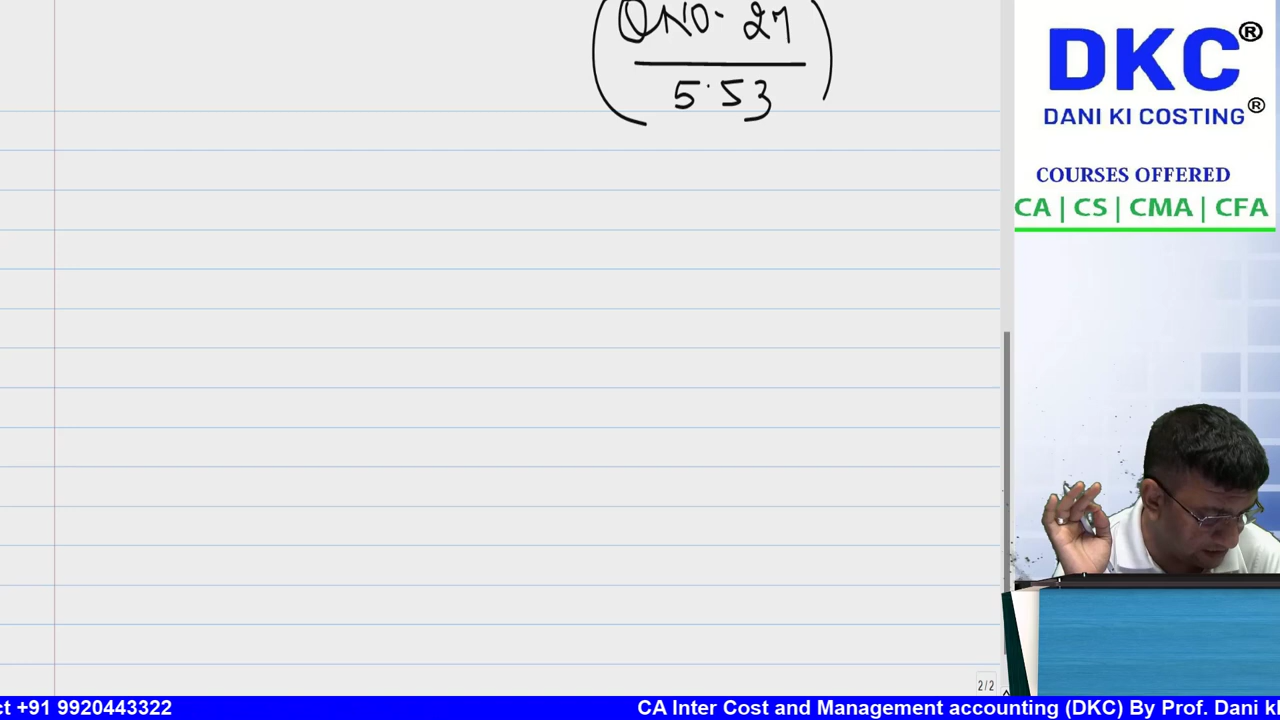 QNO. 27
5.53
DKC®
DANI KI COSTING®
COURSES OFFERED
CA | CS | CMA | CFA
2/2
ct +91 9920443322
CA Inter Cost and Management accounting (DKC) By Prof. Dani ki